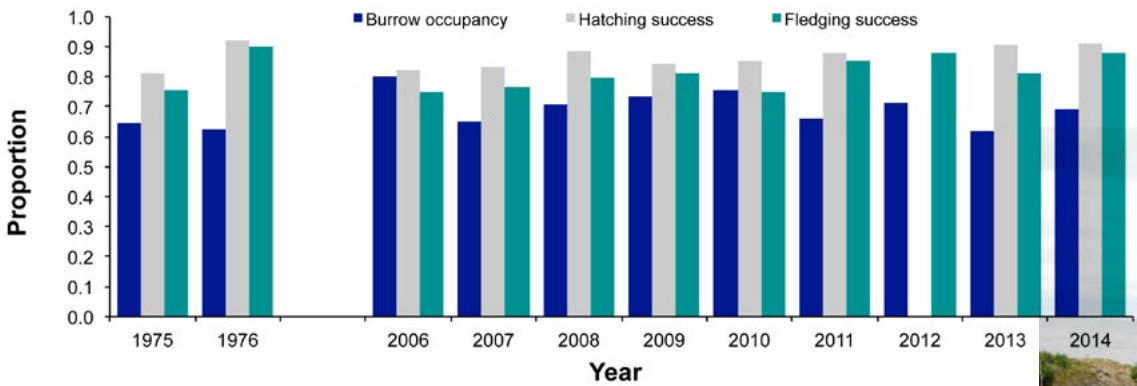 Burrow occupancy Hatching success Fledging success
1.0
0.9
0.8
0.7
0.6
0.5
0.4
0.3
0.2
0.1
0.0
Proportion
1975 1976 2006 2007 2008 2009 2010 2011 2012 2013 2014
Year